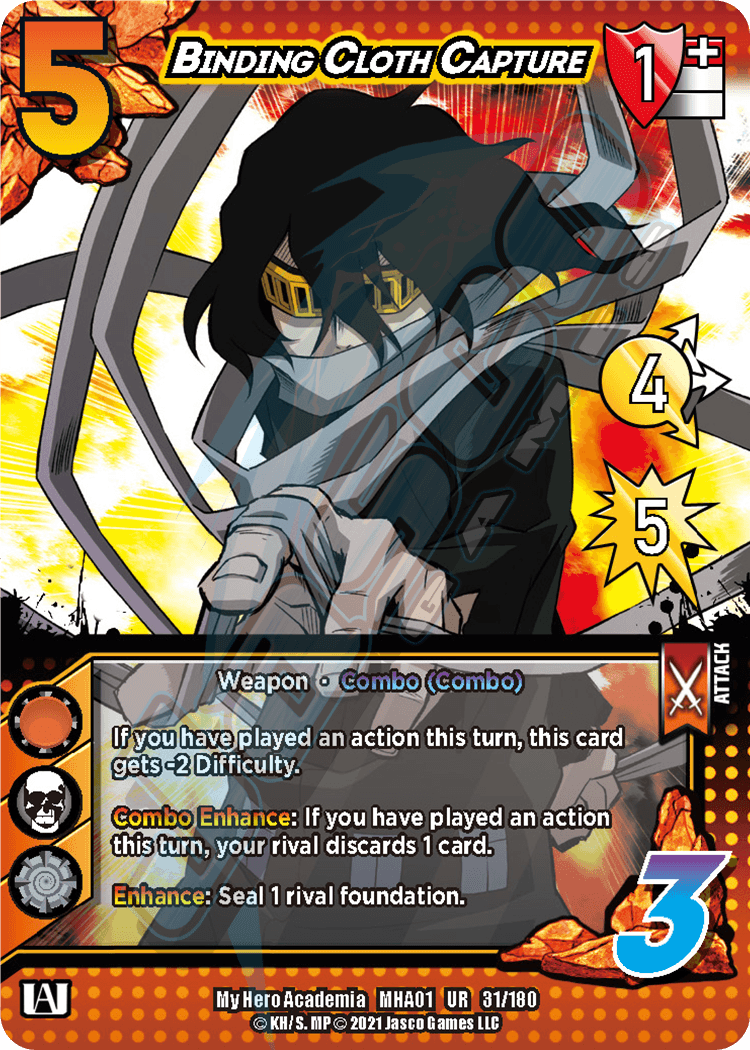 5
BINDING CLOTH CAPTURE
1
+
4
5
ATTACK
Weapon • Combo (Combo)
If you have played an action this turn, this card
gets -2 Difficulty.
Combo Enhance: If you have played an action
this turn, your rival discards 1 card.
Enhance: Seal 1 rival foundation.
3
UA
My Hero Academia MHA01 UR 31/180
© KH/ S. MP © 2021 Jasco Games LLC